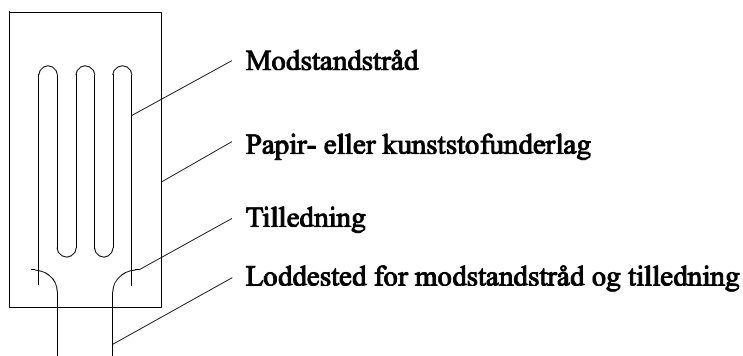 Modstandstråd
Papir- eller kunststofunderlag
Tilledning
Loddested for modstandstråd og tilledning